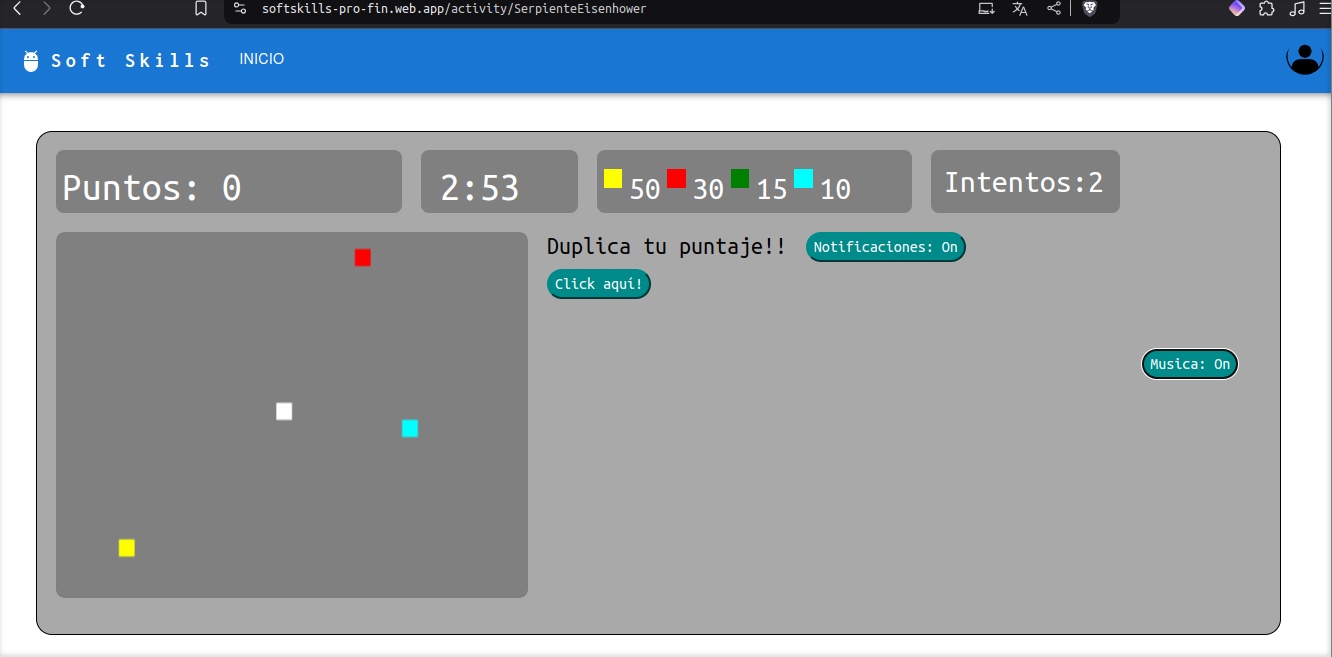 softskills-pro-fin.web.app/activity/SerpienteEisenhower
Soft Skills INICIO
Puntos: 0 2:53 50 30 15 10 Intentos:2
Duplica tu puntaje!! Notificaciones: On
Click aquí!
Musica: On